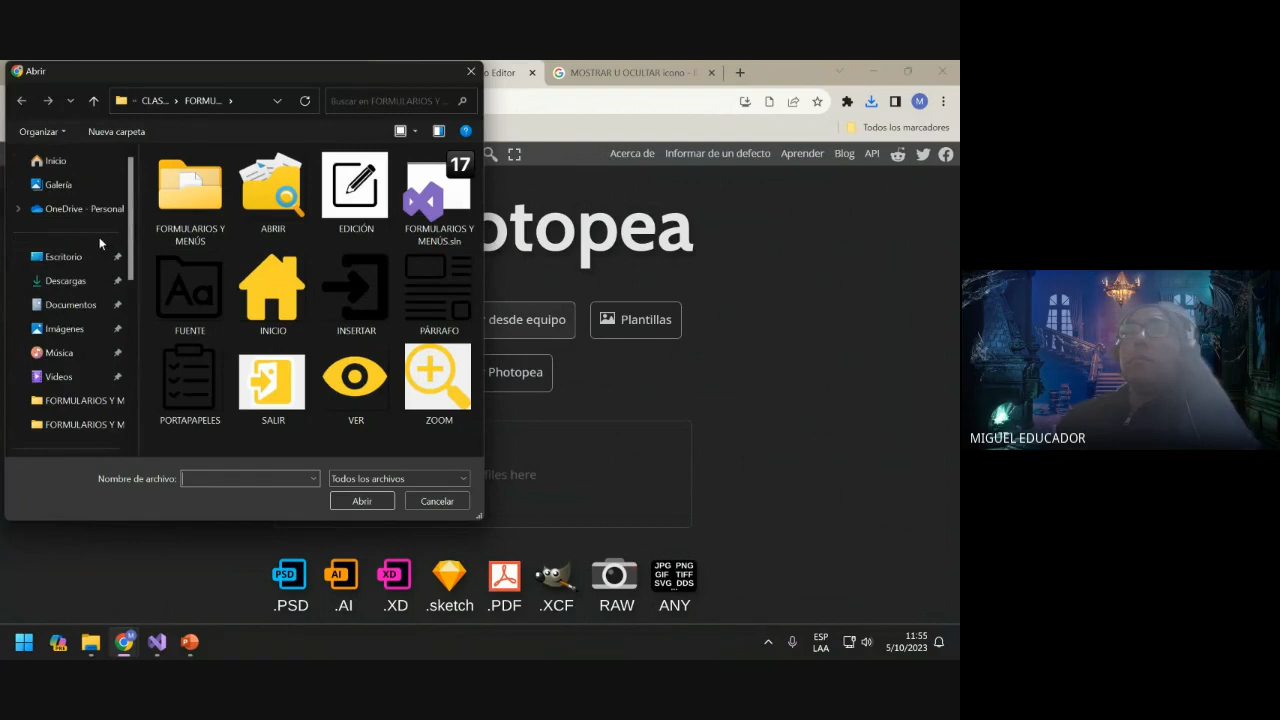 Abrir
o Editor
MOSTRAR U OCULTAR icono -
CLAS...
FORMU...
Buscar en FORMULARIOS Y ...
Todos los marcadores
Organizar
Nueva carpeta
Acerca de
Informar de un defecto
Aprender
Blog
API
Inicio
Galería
OneDrive - Personal
Escritorio
Descargas
Documentos
Imágenes
Música
Videos
FORMULARIOS Y M
FORMULARIOS Y M
17
FORMULARIOS Y MENÚS
ABRIR
EDICIÓN
FORMULARIOS Y MENÚS.sln
Aa
FUENTE
INICIO
INSERTAR
PÁRRAFO
PORTAPAPELES
SALIR
VER
ZOOM
Nombre de archivo:
Todos los archivos
Abrir
Cancelar
otopea
r desde equipo
Plantillas
Photopea
files here
PSD
AI
XD
JPG PNG
GIF TIFF
SVG DDS
.PSD
.AI
.XD
.sketch
.PDF
.XCF
RAW
ANY
ESP
LAA
11:55
5/10/2023
M
MIGUEL EDUCADOR